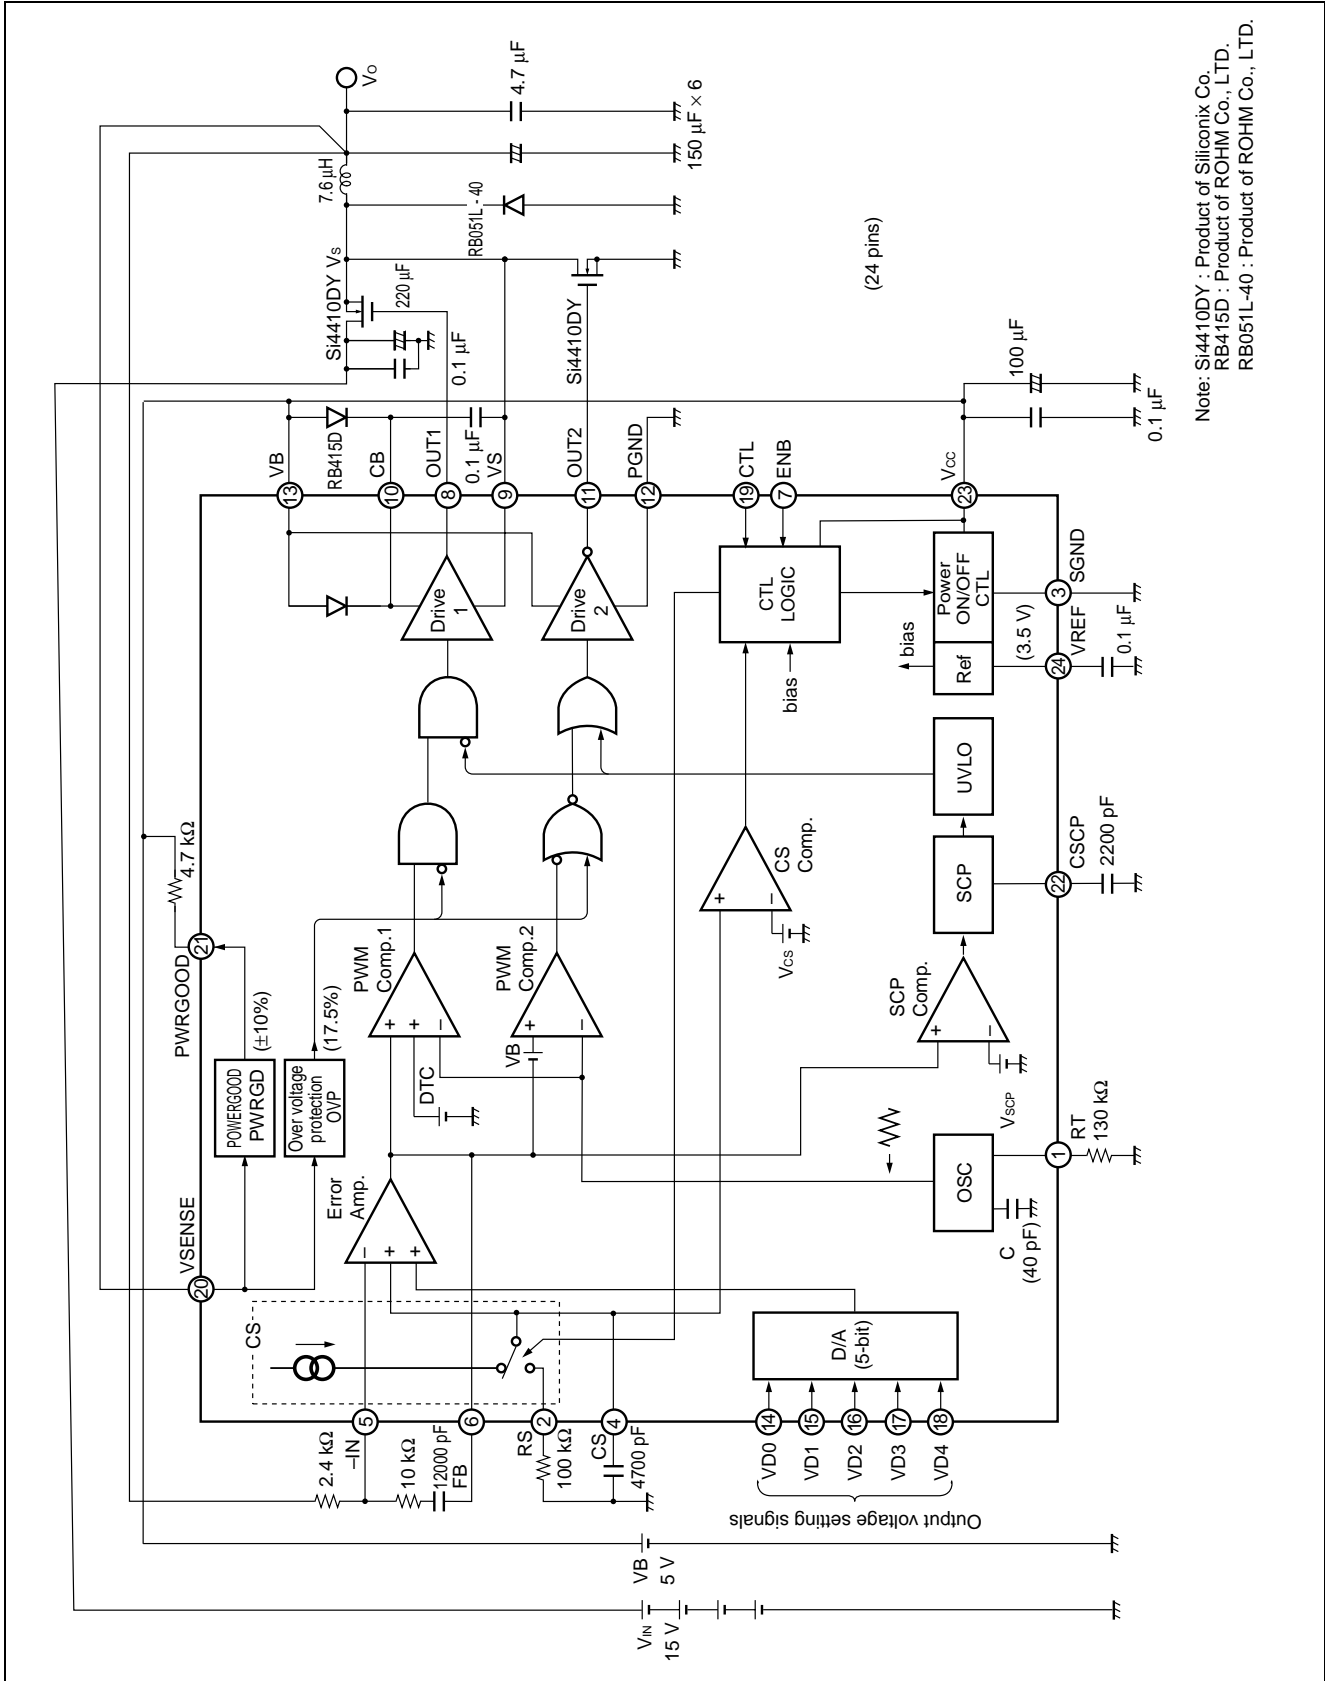 VIN
15 V
VB
5 V
2.4 kΩ
–IN
5
10 kΩ
12000 pF
FB
6
RS
2
100 kΩ
CS
4
4700 pF
Output voltage setting signals
VD0
14
VD1
15
VD2
16
VD3
17
VD4
18
CS
VSENSE
20
Error
Amp.
–
+
+
D/A
(5-bit)
POWERGOOD
PWRGD
(±10%)
Over voltage
protection
OVP
(17.5%)
PWRGOOD
21
4.7 kΩ
DTC
PWM
Comp.1
+
+
–
VB
PWM
Comp.2
+
–
CS
Comp.
+
–
VCS
SCP
Comp.
+
–
VSCP
OSC
C
(40 pF)
1
RT
130 kΩ
SCP
22
CSCP
2200 pF
UVLO
bias
Ref
(3.5 V)
24
VREF
0.1 µF
Power
ON/OFF
CTL
3
SGND
bias
CTL
LOGIC
Drive
1
Drive
2
VB
13
RB415D
CB
10
OUT1
8
0.1 µF
VS
9
OUT2
11
PGND
12
19
CTL
7
ENB
VCC
23
100 µF
0.1 µF
Si4410DY
VS
220 µF
0.1 µF
Si4410DY
RB051L - 40
7.6 µH
VO
4.7 µF
150 µF × 6
(24 pins)
Note: Si4410DY : Product of Siliconix Co.
RB415D : Product of ROHM Co., LTD.
RB051L-40 : Product of ROHM Co., LTD.